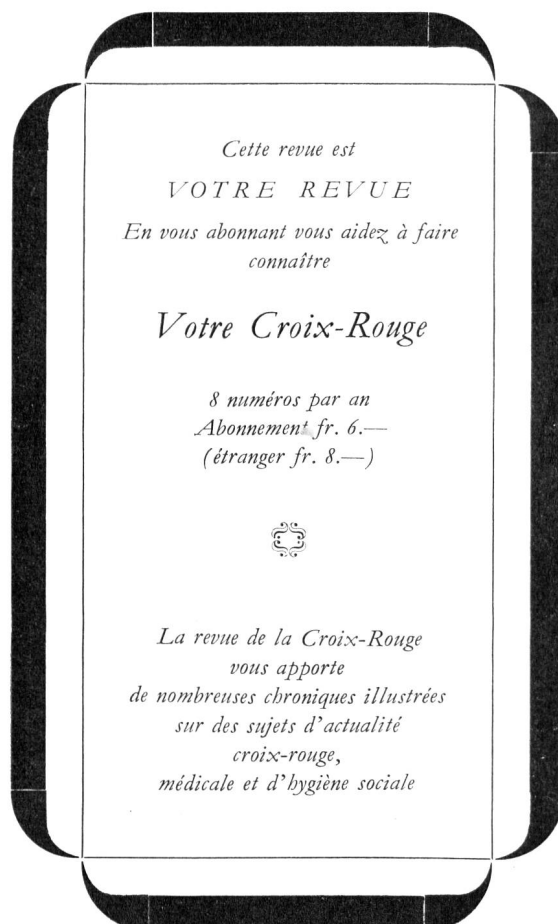 Cette revue est
VOTRE REVUE
En vous abonnant vous aidez à faire
connaître
Votre Croix-Rouge
8 numéros par an
Abonnement fr. 6.—
(étranger fr. 8.—)
La revue de la Croix-Rouge
vous apporte
de nombreuses chroniques illustrées
sur des sujets d'actualité
croix-rouge,
médicale et d'hygiène sociale